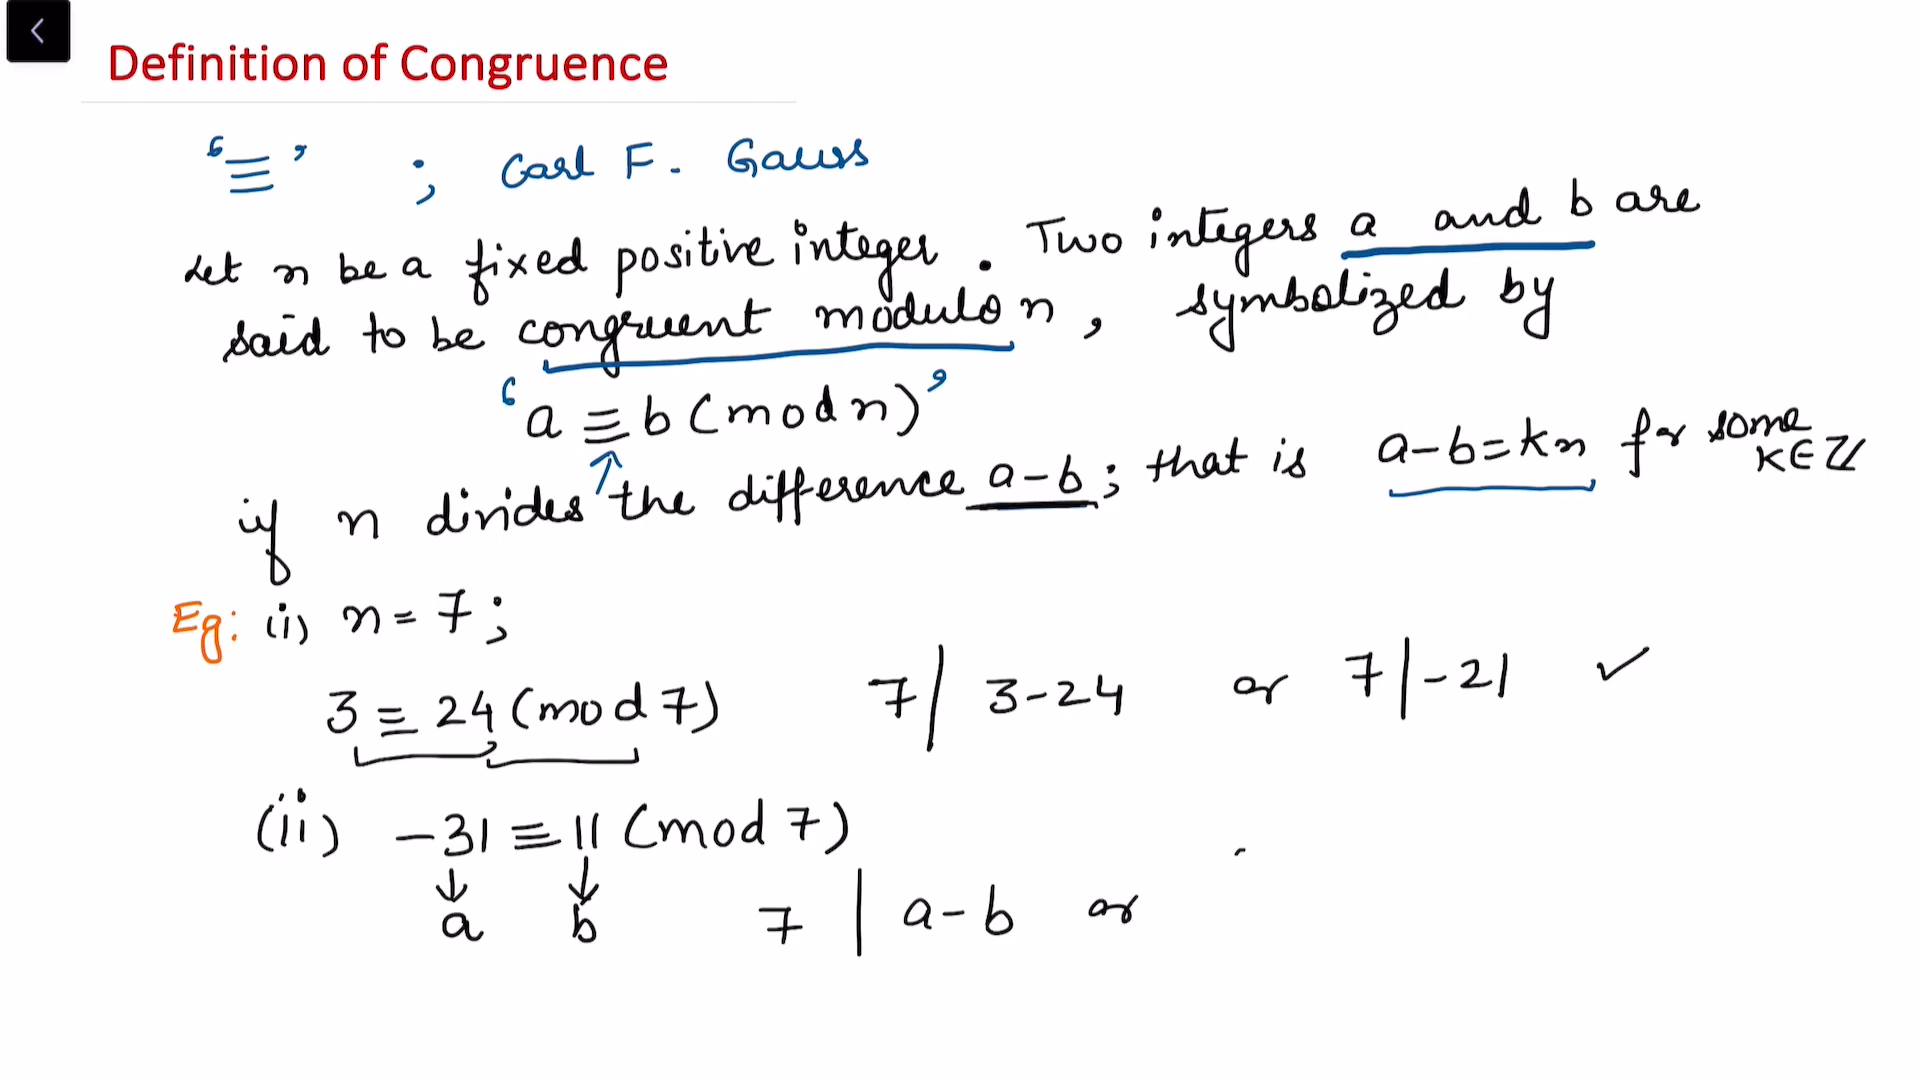 Definition of Congruence
'≡' ; Carl F. Gauss
Let n be a fixed positive integer. Two integers a and b are
said to be congruent modulo n, symbolized by
'a ≡ b (mod n)'
if n divides the difference a-b; that is a-b=kn for some k∈ℤ
Eg: (i) n=7;
3 ≡ 24 (mod 7) 7 | 3-24 or 7 | -21 ✓
(ii) -31 ≡ 11 (mod 7)
↓ ↓
a b 7 | a-b or